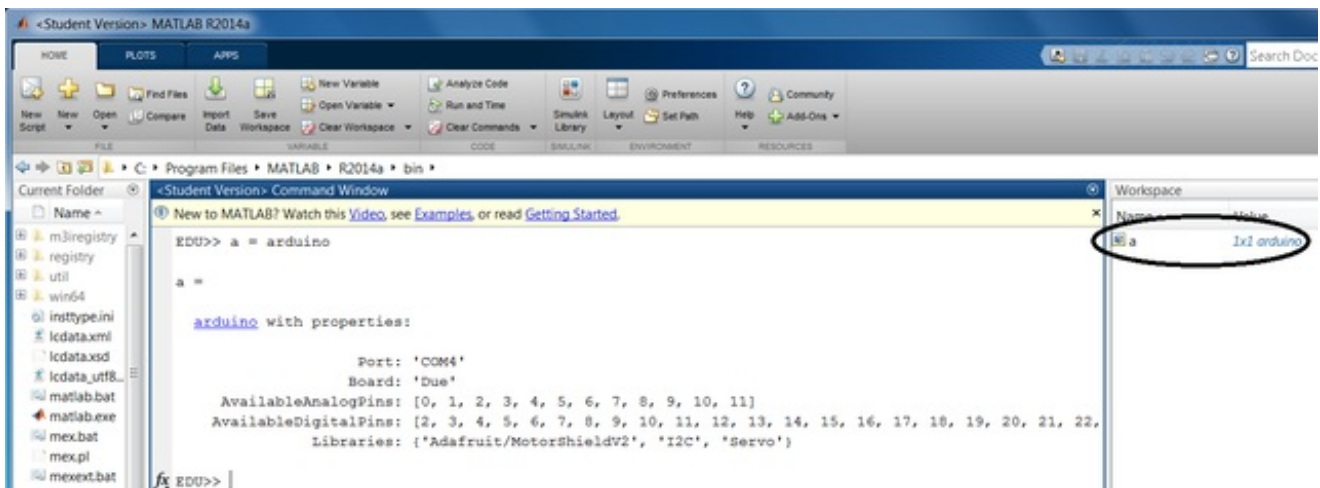 <Student Version> MATLAB R2014a
HOME PLOTS APPS
Search Doc
New Script
New
Open
Find Files
Compare
Import Data
Save Workspace
New Variable
Open Variable
Clear Workspace
Analyze Code
Run and Time
Clear Commands
Simulink Library
Layout
Preferences
Set Path
Help
Community
Add-Ons
FILE VARIABLE CODE SIMULINK ENVIRONMENT RESOURCES
C: Program Files MATLAB R2014a bin
Current Folder
Name
m3iregistry
registry
util
win64
insttype.ini
lcdata.xml
lcdata.xsd
lcdata_utf8...
matlab.bat
matlab.exe
mex.bat
mex.pl
mexext.bat
<Student Version> Command Window
New to MATLAB? Watch this Video, see Examples, or read Getting Started.
EDU>> a = arduino
a =
arduino with properties:
Port: 'COM4'
Board: 'Due'
AvailableAnalogPins: [0, 1, 2, 3, 4, 5, 6, 7, 8, 9, 10, 11]
AvailableDigitalPins: [2, 3, 4, 5, 6, 7, 8, 9, 10, 11, 12, 13, 14, 15, 16, 17, 18, 19, 20, 21, 22,
Libraries: {'Adafruit/MotorShieldV2', 'I2C', 'Servo'}
fx EDU>>
Workspace
Name Value
a 1x1 arduino